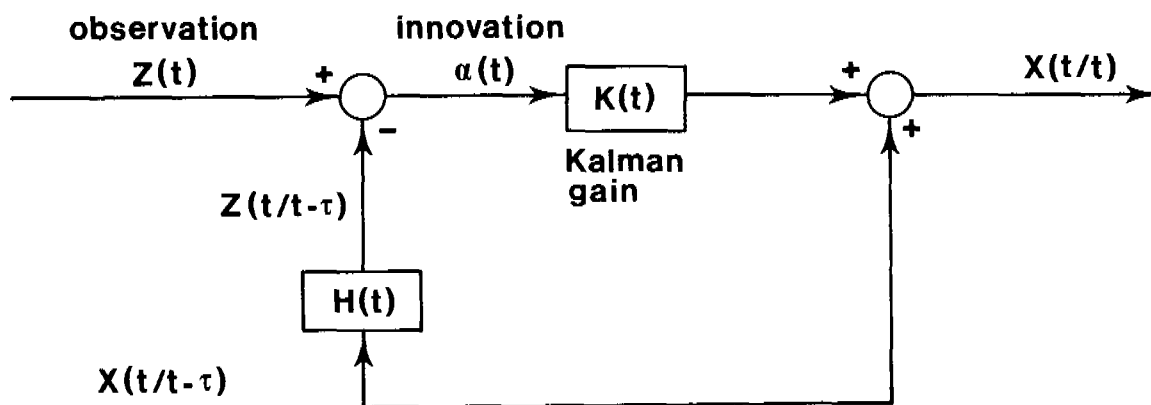 observation
innovation
Z(t)
α(t)
X(t/t)
+
-
K(t)
+
+
Kalman
gain
Z(t/t-τ)
H(t)
X(t/t-τ)